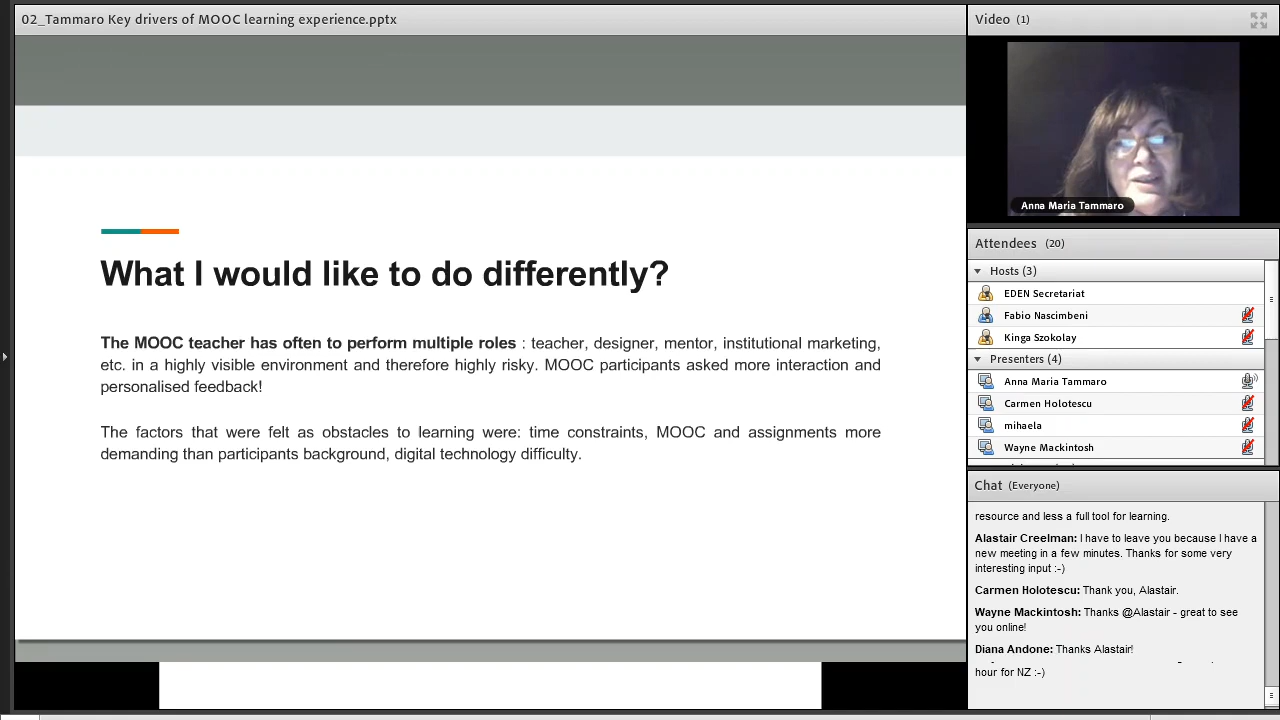 02_Tammaro Key drivers of MOOC learning experience.pptx
What I would like to do differently?
The MOOC teacher has often to perform multiple roles : teacher, designer, mentor, institutional marketing,
etc. in a highly visible environment and therefore highly risky. MOOC participants asked more interaction and
personalised feedback!
The factors that were felt as obstacles to learning were: time constraints, MOOC and assignments more
demanding than participants background, digital technology difficulty.
Video (1)
Anna Maria Tammaro
Attendees (20)
Hosts (3)
EDEN Secretariat
Fabio Nascimbeni
Kinga Szokolay
Presenters (4)
Anna Maria Tammaro
Carmen Holotescu
mihaela
Wayne Mackintosh
Chat (Everyone)
resource and less a full tool for learning.
Alastair Creelman: I have to leave you because I have a
new meeting in a few minutes. Thanks for some very
interesting input :-)
Carmen Holotescu: Thank you, Alastair.
Wayne Mackintosh: Thanks @Alastair - great to see
you online!
Diana Andone: Thanks Alastair!
hour for NZ :-)